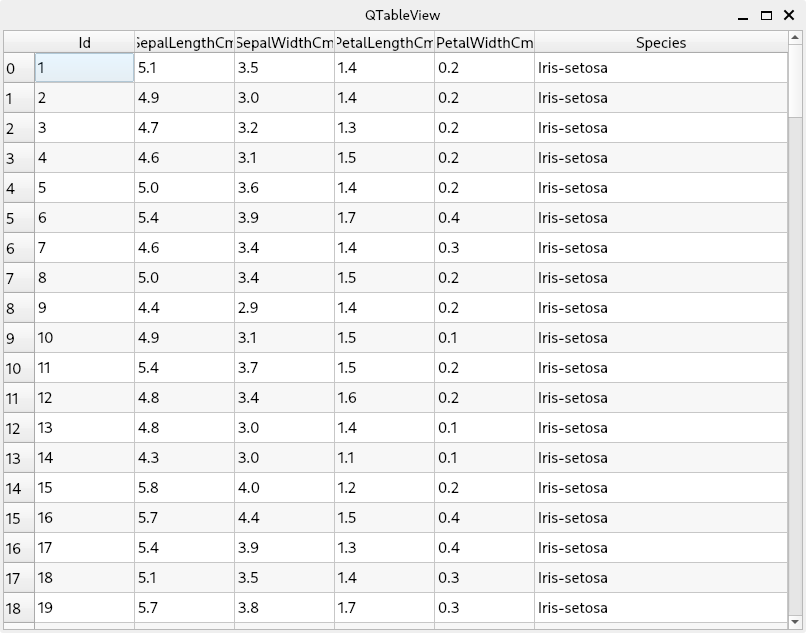 QTableView
Id SepalLengthCm SepalWidthCm PetalLengthCm PetalWidthCm Species
0 1 5.1 3.5 1.4 0.2 Iris-setosa
1 2 4.9 3.0 1.4 0.2 Iris-setosa
2 3 4.7 3.2 1.3 0.2 Iris-setosa
3 4 4.6 3.1 1.5 0.2 Iris-setosa
4 5 5.0 3.6 1.4 0.2 Iris-setosa
5 6 5.4 3.9 1.7 0.4 Iris-setosa
6 7 4.6 3.4 1.4 0.3 Iris-setosa
7 8 5.0 3.4 1.5 0.2 Iris-setosa
8 9 4.4 2.9 1.4 0.2 Iris-setosa
9 10 4.9 3.1 1.5 0.1 Iris-setosa
10 11 5.4 3.7 1.5 0.2 Iris-setosa
11 12 4.8 3.4 1.6 0.2 Iris-setosa
12 13 4.8 3.0 1.4 0.1 Iris-setosa
13 14 4.3 3.0 1.1 0.1 Iris-setosa
14 15 5.8 4.0 1.2 0.2 Iris-setosa
15 16 5.7 4.4 1.5 0.4 Iris-setosa
16 17 5.4 3.9 1.3 0.4 Iris-setosa
17 18 5.1 3.5 1.4 0.3 Iris-setosa
18 19 5.7 3.8 1.7 0.3 Iris-setosa